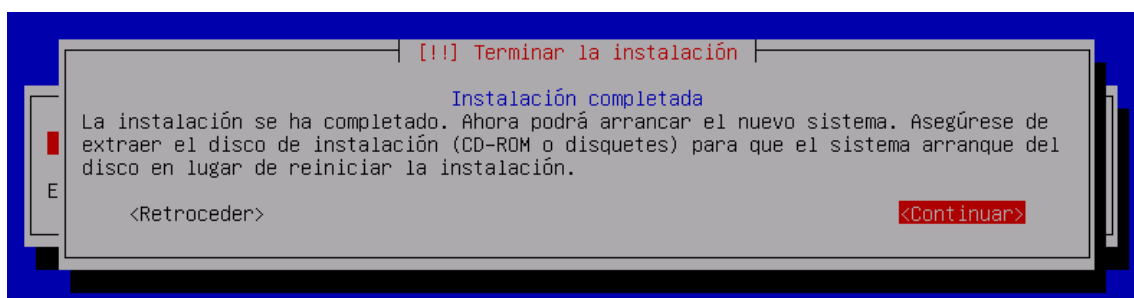 [!!] Terminar la instalación
Instalación completada
La instalación se ha completado. Ahora podrá arrancar el nuevo sistema. Asegúrese de
extraer el disco de instalación (CD-ROM o disquetes) para que el sistema arranque del
disco en lugar de reiniciar la instalación.
E
<Retroceder> <Continuar>